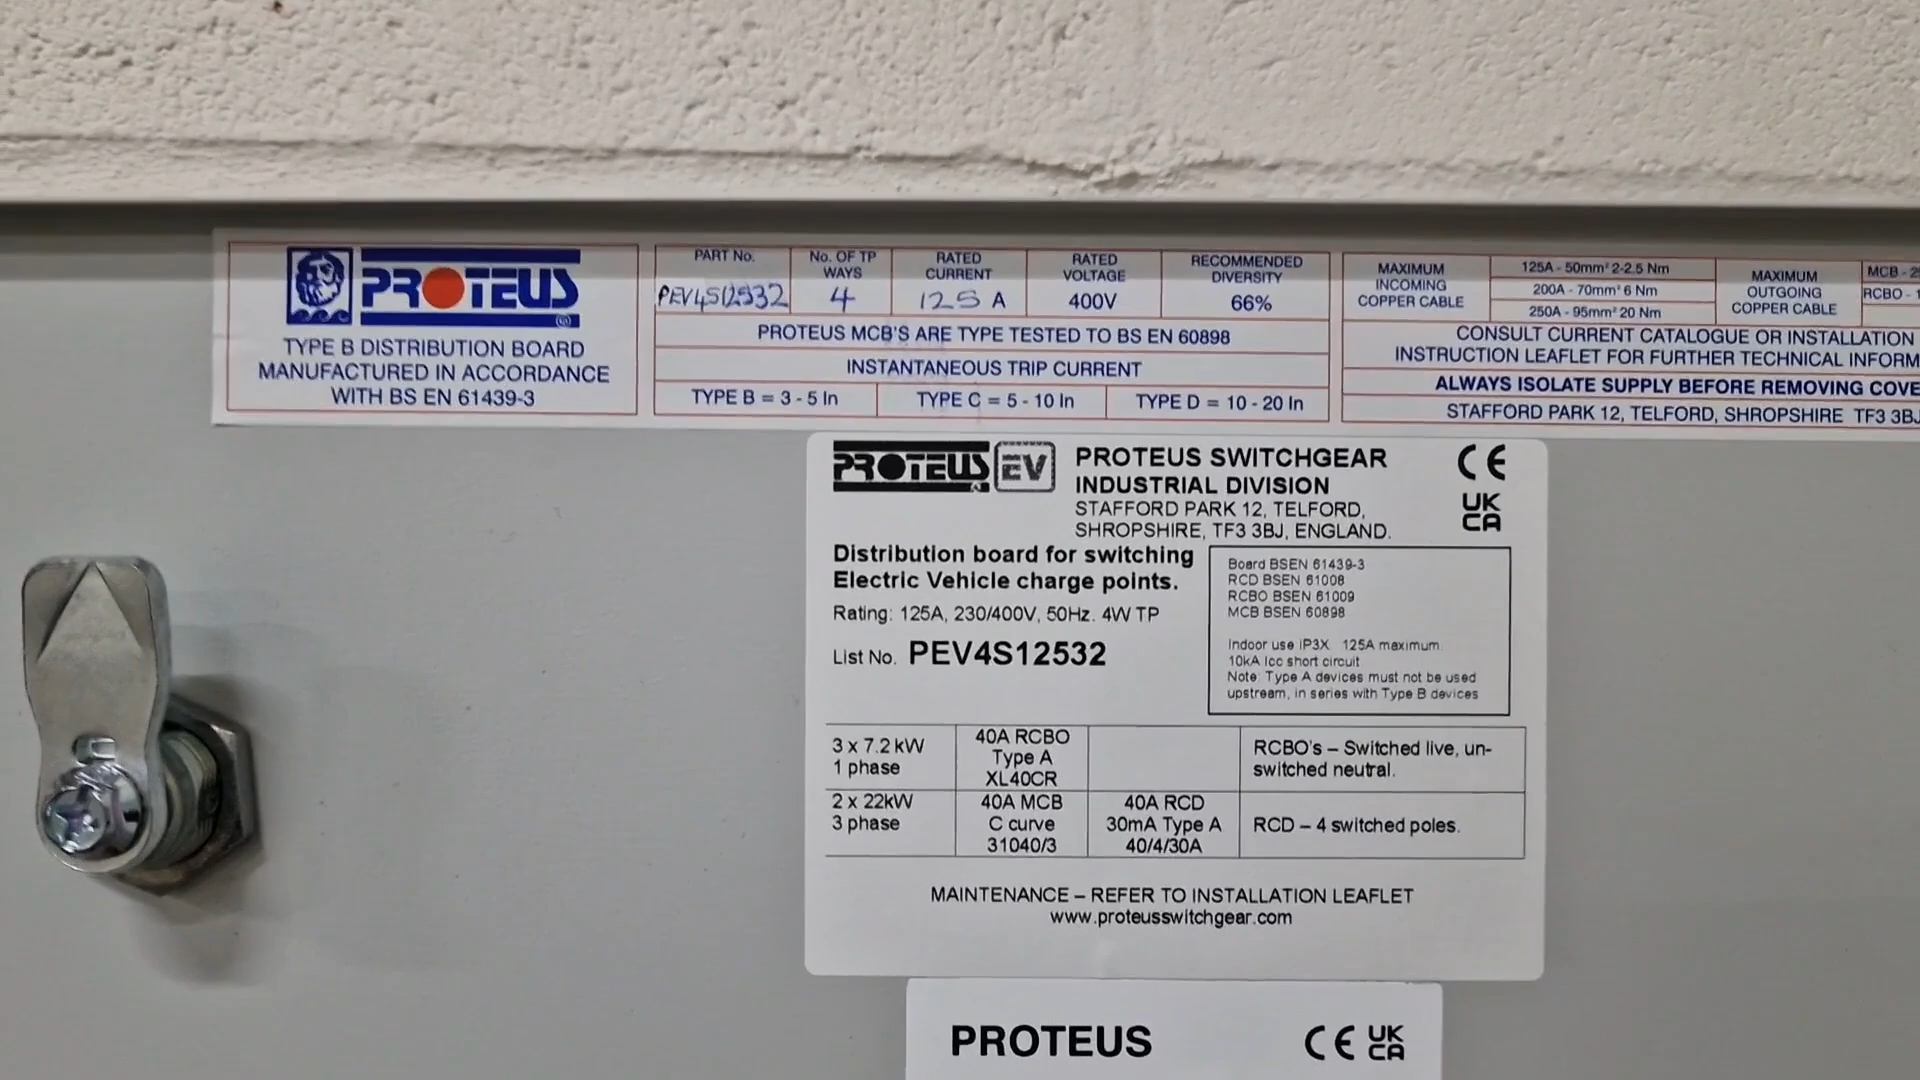 PROTEUS
TYPE B DISTRIBUTION BOARD
MANUFACTURED IN ACCORDANCE
WITH BS EN 61439-3
PART No.
PEV4S12532
No. OF TP
WAYS
4
RATED
CURRENT
125 A
RATED
VOLTAGE
400V
RECOMMENDED
DIVERSITY
66%
PROTEUS MCB'S ARE TYPE TESTED TO BS EN 60898
INSTANTANEOUS TRIP CURRENT
TYPE B = 3 - 5 In
TYPE C = 5 - 10 In
TYPE D = 10 - 20 In
MAXIMUM
INCOMING
COPPER CABLE
125A - 50mm² 2-2.5 Nm
200A - 70mm² 6 Nm
250A - 95mm² 20 Nm
MAXIMUM
OUTGOING
COPPER CABLE
MCB - 
RCBO - 
CONSULT CURRENT CATALOGUE OR INSTALLATION
INSTRUCTION LEAFLET FOR FURTHER TECHNICAL INFORM
ALWAYS ISOLATE SUPPLY BEFORE REMOVING COVE
STAFFORD PARK 12, TELFORD, SHROPSHIRE TF3 3BJ
PROTEUS EV
PROTEUS SWITCHGEAR
INDUSTRIAL DIVISION
STAFFORD PARK 12, TELFORD,
SHROPSHIRE, TF3 3BJ, ENGLAND.
CE
UK
CA
Distribution board for switching
Electric Vehicle charge points.
Rating: 125A, 230/400V, 50Hz. 4W TP
List No. PEV4S12532
Board BSEN 61439-3
RCD BSEN 61008
RCBO BSEN 61009
MCB BSEN 60898
Indoor use IP3X. 125A maximum.
10kA Icc short circuit
Note: Type A devices must not be used
upstream, in series with Type B devices
3 x 7.2 kW
1 phase
40A RCBO
Type A
XL40CR
RCBO's – Switched live, un-
switched neutral.
2 x 22kW
3 phase
40A MCB
C curve
31040/3
40A RCD
30mA Type A
40/4/30A
RCD – 4 switched poles.
MAINTENANCE – REFER TO INSTALLATION LEAFLET
www.proteusswitchgear.com
PROTEUS
CE UK
CA